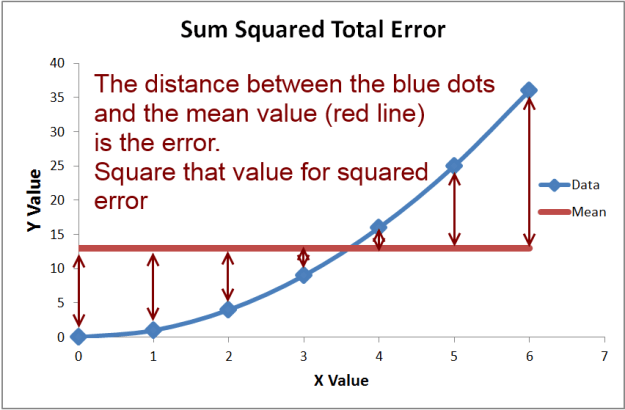 Sum Squared Total Error
40
35
30
25
20
15
10
5
0
Y Value
The distance between the blue dots
and the mean value (red line)
is the error.
Square that value for squared
error
Data
Mean
0 1 2 3 4 5 6 7
X Value